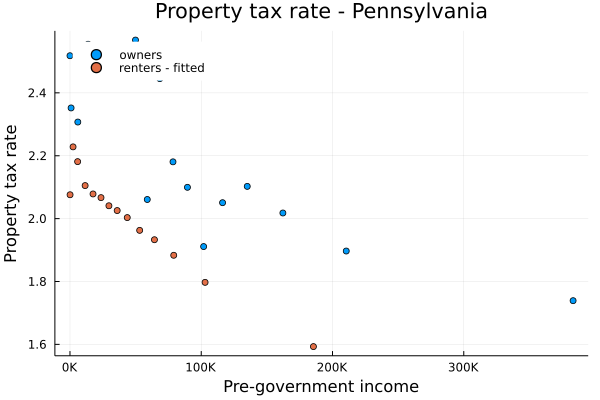 Property tax rate - Pennsylvania
owners
renters - fitted
2.4
2.2
2.0
1.8
1.6
Property tax rate
0K
100K
200K
300K
Pre-government income